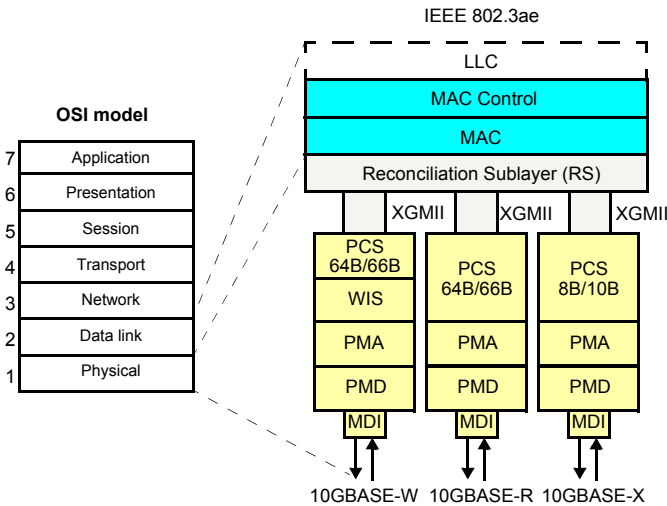 IEEE 802.3ae
LLC
MAC Control
MAC
Reconciliation Sublayer (RS)
OSI model
7 Application
6 Presentation
5 Session
4 Transport
3 Network
2 Data link
1 Physical
XGMII
XGMII
XGMII
PCS
64B/66B
WIS
PMA
PMD
MDI
10GBASE-W
PCS
64B/66B
PMA
PMD
MDI
10GBASE-R
PCS
8B/10B
PMA
PMD
MDI
10GBASE-X